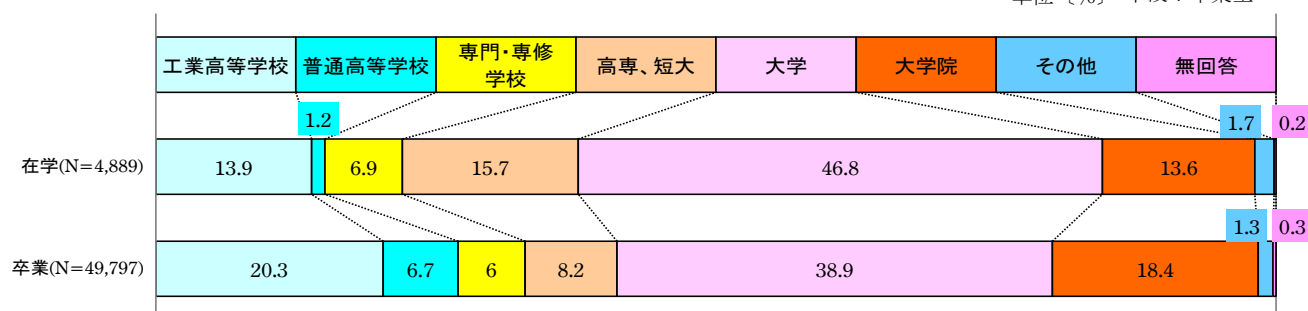 工業高等学校 普通高等学校 専門・専修学校 高専、短大 大学 大学院 その他 無回答
1.2 1.7 0.2
在学(N=4,889) 13.9 6.9 15.7 46.8 13.6
1.3 0.3
卒業(N=49,797) 20.3 6.7 6 8.2 38.9 18.4